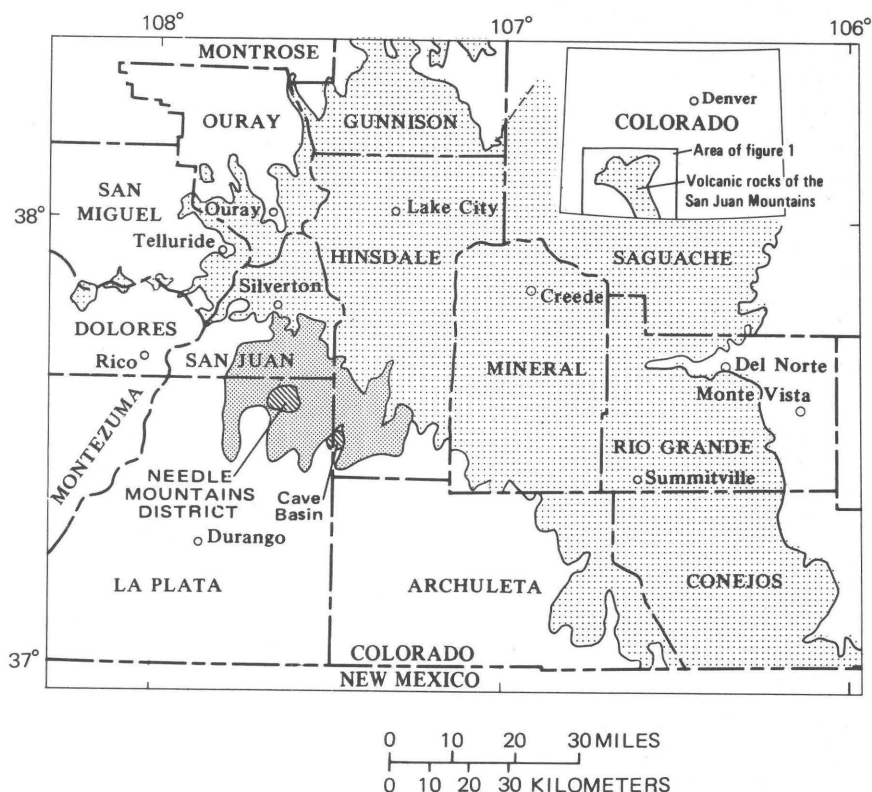 108°
107°
106°
MONTROSE
OURAY
GUNNISON
Denver
COLORADO
Area of figure 1
Volcanic rocks of the
San Juan Mountains
SAN
MIGUEL
38°
Ouray
Lake City
Telluride
HINSDALE
SAGUACHE
Silverton
Creede
DOLORES
Rico
SAN JUAN
MINERAL
Del Norte
Monte Vista
MONTEZUMA
RIO GRANDE
NEEDLE
MOUNTAINS
DISTRICT
Cave
Basin
Summitville
Durango
LA PLATA
ARCHULETA
CONEJOS
37°
COLORADO
NEW MEXICO
0 10 20 30 MILES
0 10 20 30 KILOMETERS